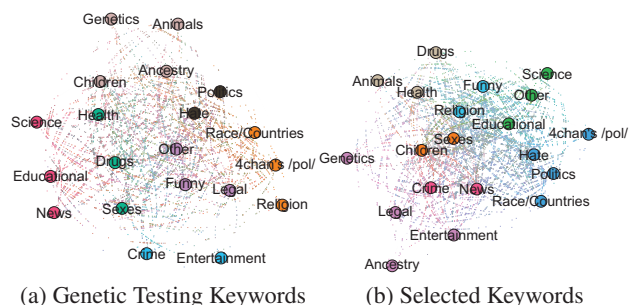 Genetics
Animals
Children
Ancestry
Politics
Science
Health
Hate
Race/Countries
Other
4chan's /pol/
Educational
Drugs
Funny
Legal
News
Sexes
Religion
Crime
Entertainment
(a) Genetic Testing Keywords
Drugs
Animals
Health
Funny
Science
Other
Religion
Educational
4chan's /pol/
Sexes
Children
Hate
Genetics
Politics
Crime
News
Race/Countries
Legal
Entertainment
Ancestry
(b) Selected Keywords